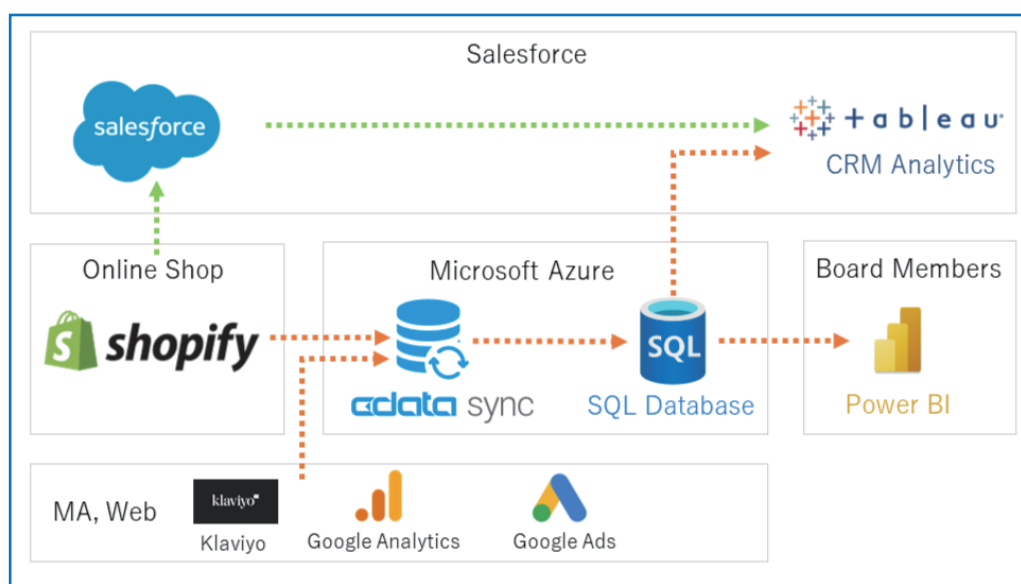 Salesforce
salesforce
+ a b l e a u
CRM Analytics
Online Shop
S shopify
Microsoft Azure
cdata sync
SQL
SQL Database
Board Members
Power BI
MA, Web
klaviyo
Klaviyo
Google Analytics
Google Ads